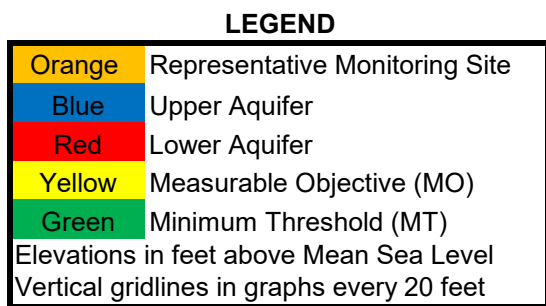 LEGEND
Orange Representative Monitoring Site
Blue Upper Aquifer
Red Lower Aquifer
Yellow Measurable Objective (MO)
Green Minimum Threshold (MT)
Elevations in feet above Mean Sea Level
Vertical gridlines in graphs every 20 feet